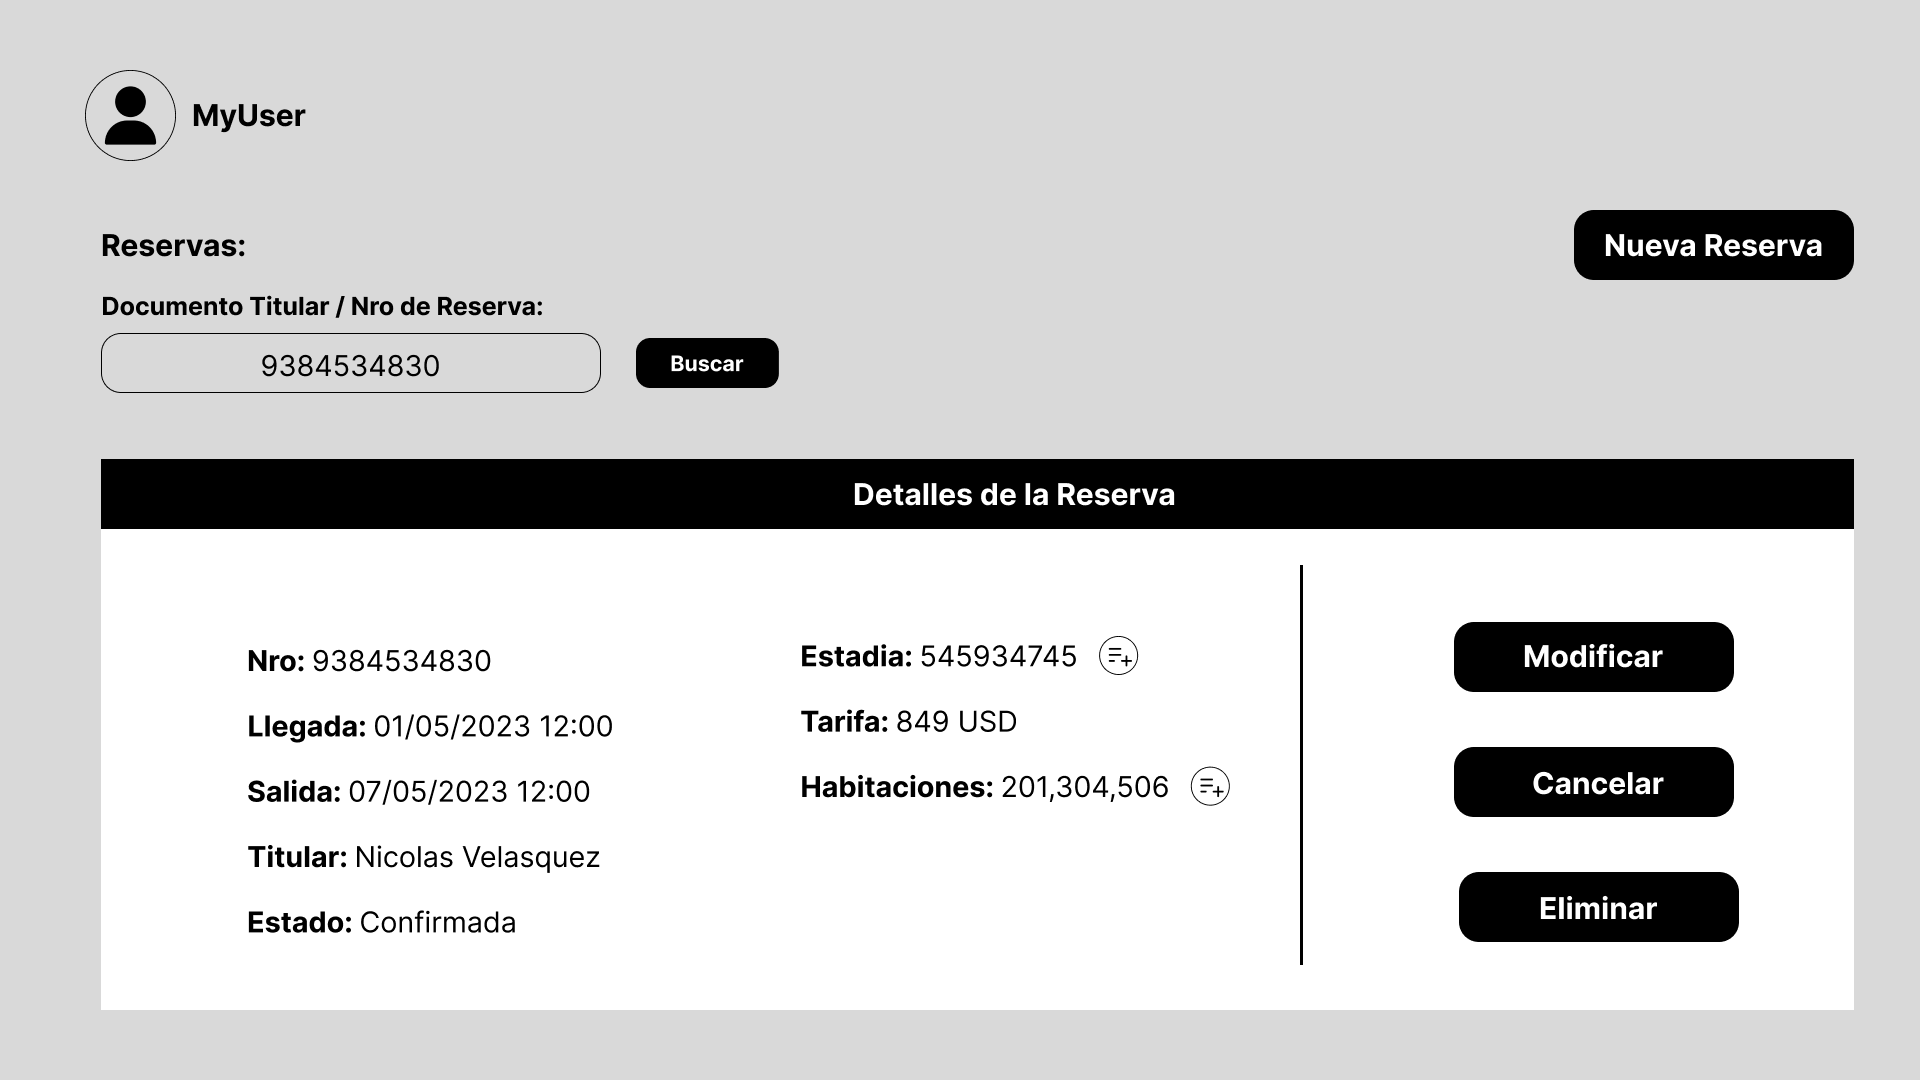 MyUser
Reservas:
Nueva Reserva
Documento Titular / Nro de Reserva:
9384534830
Buscar
Detalles de la Reserva
Nro: 9384534830
Llegada: 01/05/2023 12:00
Salida: 07/05/2023 12:00
Titular: Nicolas Velasquez
Estado: Confirmada
Estadia: 545934745
Tarifa: 849 USD
Habitaciones: 201,304,506
Modificar
Cancelar
Eliminar